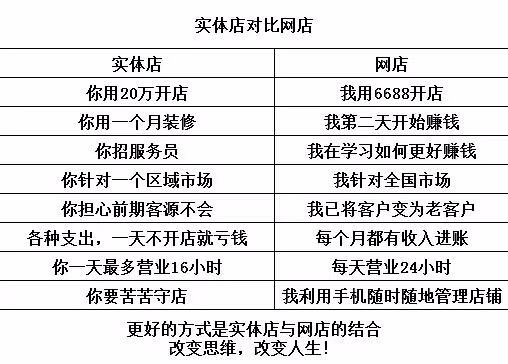 实体店对比网店
实体店 网店
你用20万开店 我用6688开店
你用一个月装修 我第二天开始赚钱
你招服务员 我在学习如何更好赚钱
你针对一个区域市场 我针对全国市场
你担心前期客源不会 我已将客户变为老客户
各种支出，一天不开店就亏钱 每个月都有收入进账
你一天最多营业16小时 每天营业24小时
你要苦苦守店 我利用手机随时随地管理店铺
更好的方式是实体店与网店的结合
改变思维，改变人生！